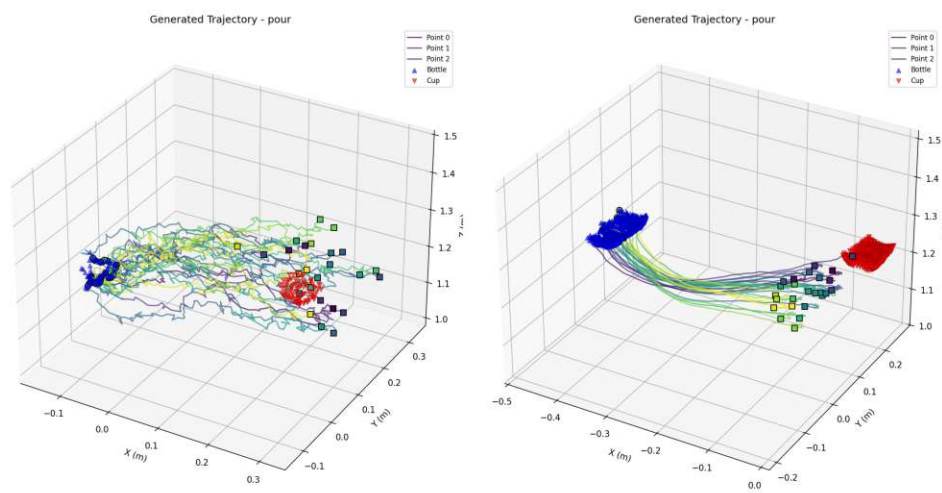 Generated Trajectory - pour
Point 0
Point 1
Point 2
Bottle
Cup
1.5
1.4
1.3
1.2
1.1
1.0
0.3
0.2
0.1
0.0
−0.1
Y (m)
−0.1
0.0
0.1
0.2
0.3
X (m)
Generated Trajectory - pour
Point 0
Point 1
Point 2
Bottle
Cup
1.5
1.4
1.3
1.2
1.1
1.0
0.2
0.1
0.0
−0.1
−0.2
Y (m)
−0.5
−0.4
−0.3
−0.2
−0.1
0.0
X (m)